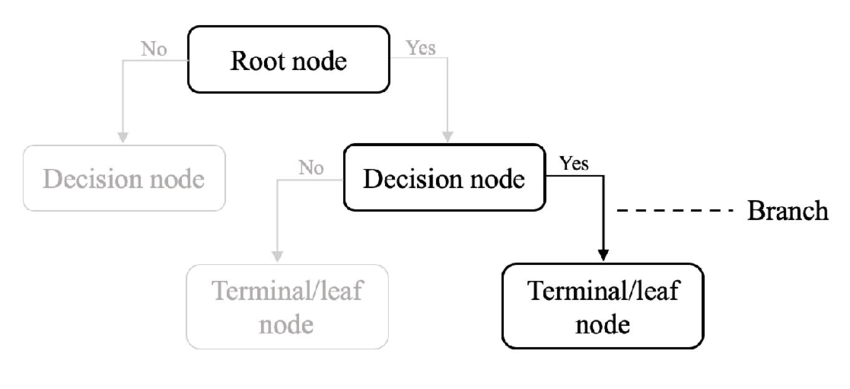 No
Root node
Yes
Decision node
No
Decision node
Yes
Branch
Terminal/leaf
node
Terminal/leaf
node